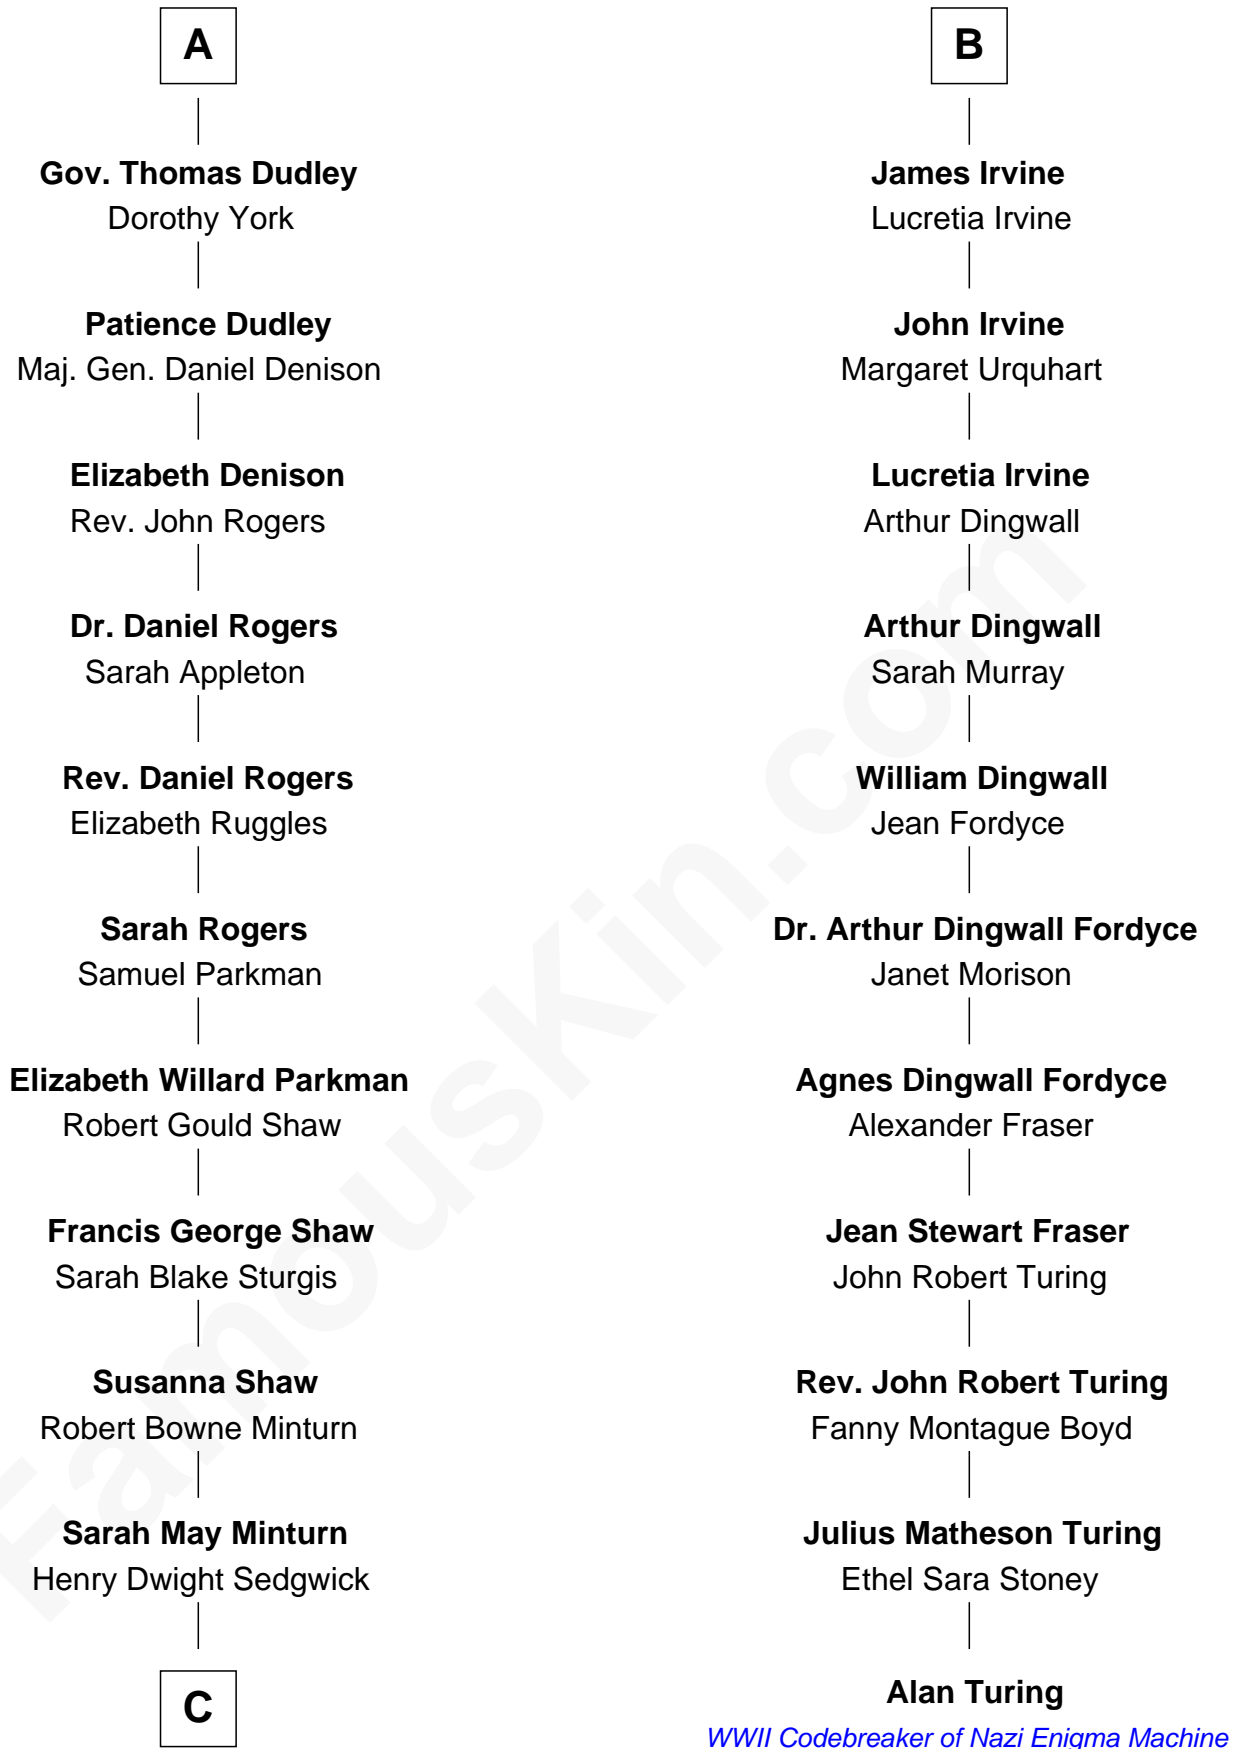 A
Gov. Thomas Dudley
Dorothy York
Patience Dudley
Maj. Gen. Daniel Denison
Elizabeth Denison
Rev. John Rogers
Dr. Daniel Rogers
Sarah Appleton
Rev. Daniel Rogers
Elizabeth Ruggles
Sarah Rogers
Samuel Parkman
Elizabeth Willard Parkman
Robert Gould Shaw
Francis George Shaw
Sarah Blake Sturgis
Susanna Shaw
Robert Bowne Minturn
Sarah May Minturn
Henry Dwight Sedgwick
C
B
James Irvine
Lucretia Irvine
John Irvine
Margaret Urquhart
Lucretia Irvine
Arthur Dingwall
Arthur Dingwall
Sarah Murray
William Dingwall
Jean Fordyce
Dr. Arthur Dingwall Fordyce
Janet Morison
Agnes Dingwall Fordyce
Alexander Fraser
Jean Stewart Fraser
John Robert Turing
Rev. John Robert Turing
Fanny Montague Boyd
Julius Matheson Turing
Ethel Sara Stoney
Alan Turing
WWII Codebreaker of Nazi Enigma Machine
FamousKin.com